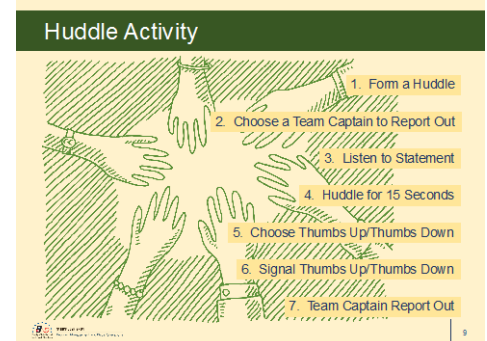 Huddle Activity
1. Form a Huddle
2. Choose a Team Captain to Report Out
3. Listen to Statement
4. Huddle for 15 Seconds
5. Choose Thumbs Up/Thumbs Down
6. Signal Thumbs Up/Thumbs Down
7. Team Captain Report Out
9